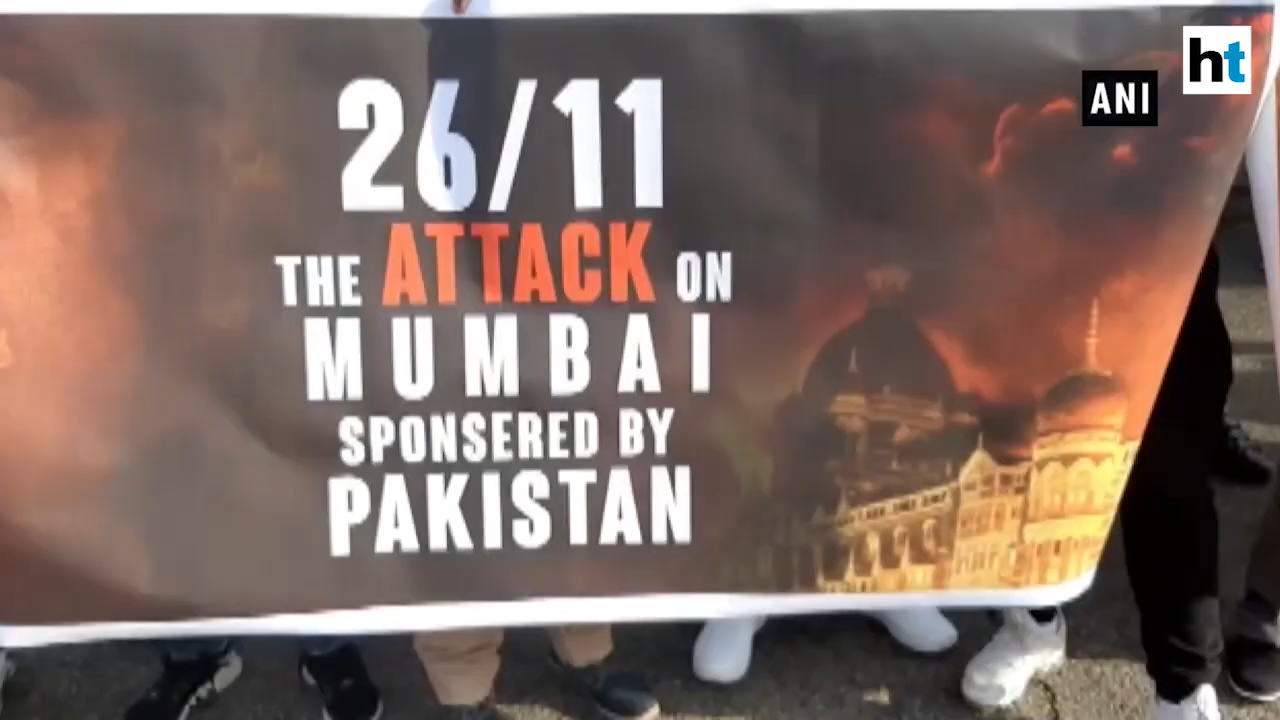 26/11
THE ATTACK ON
MUMBAI
SPONSERED BY
PAKISTAN
ANI
ht